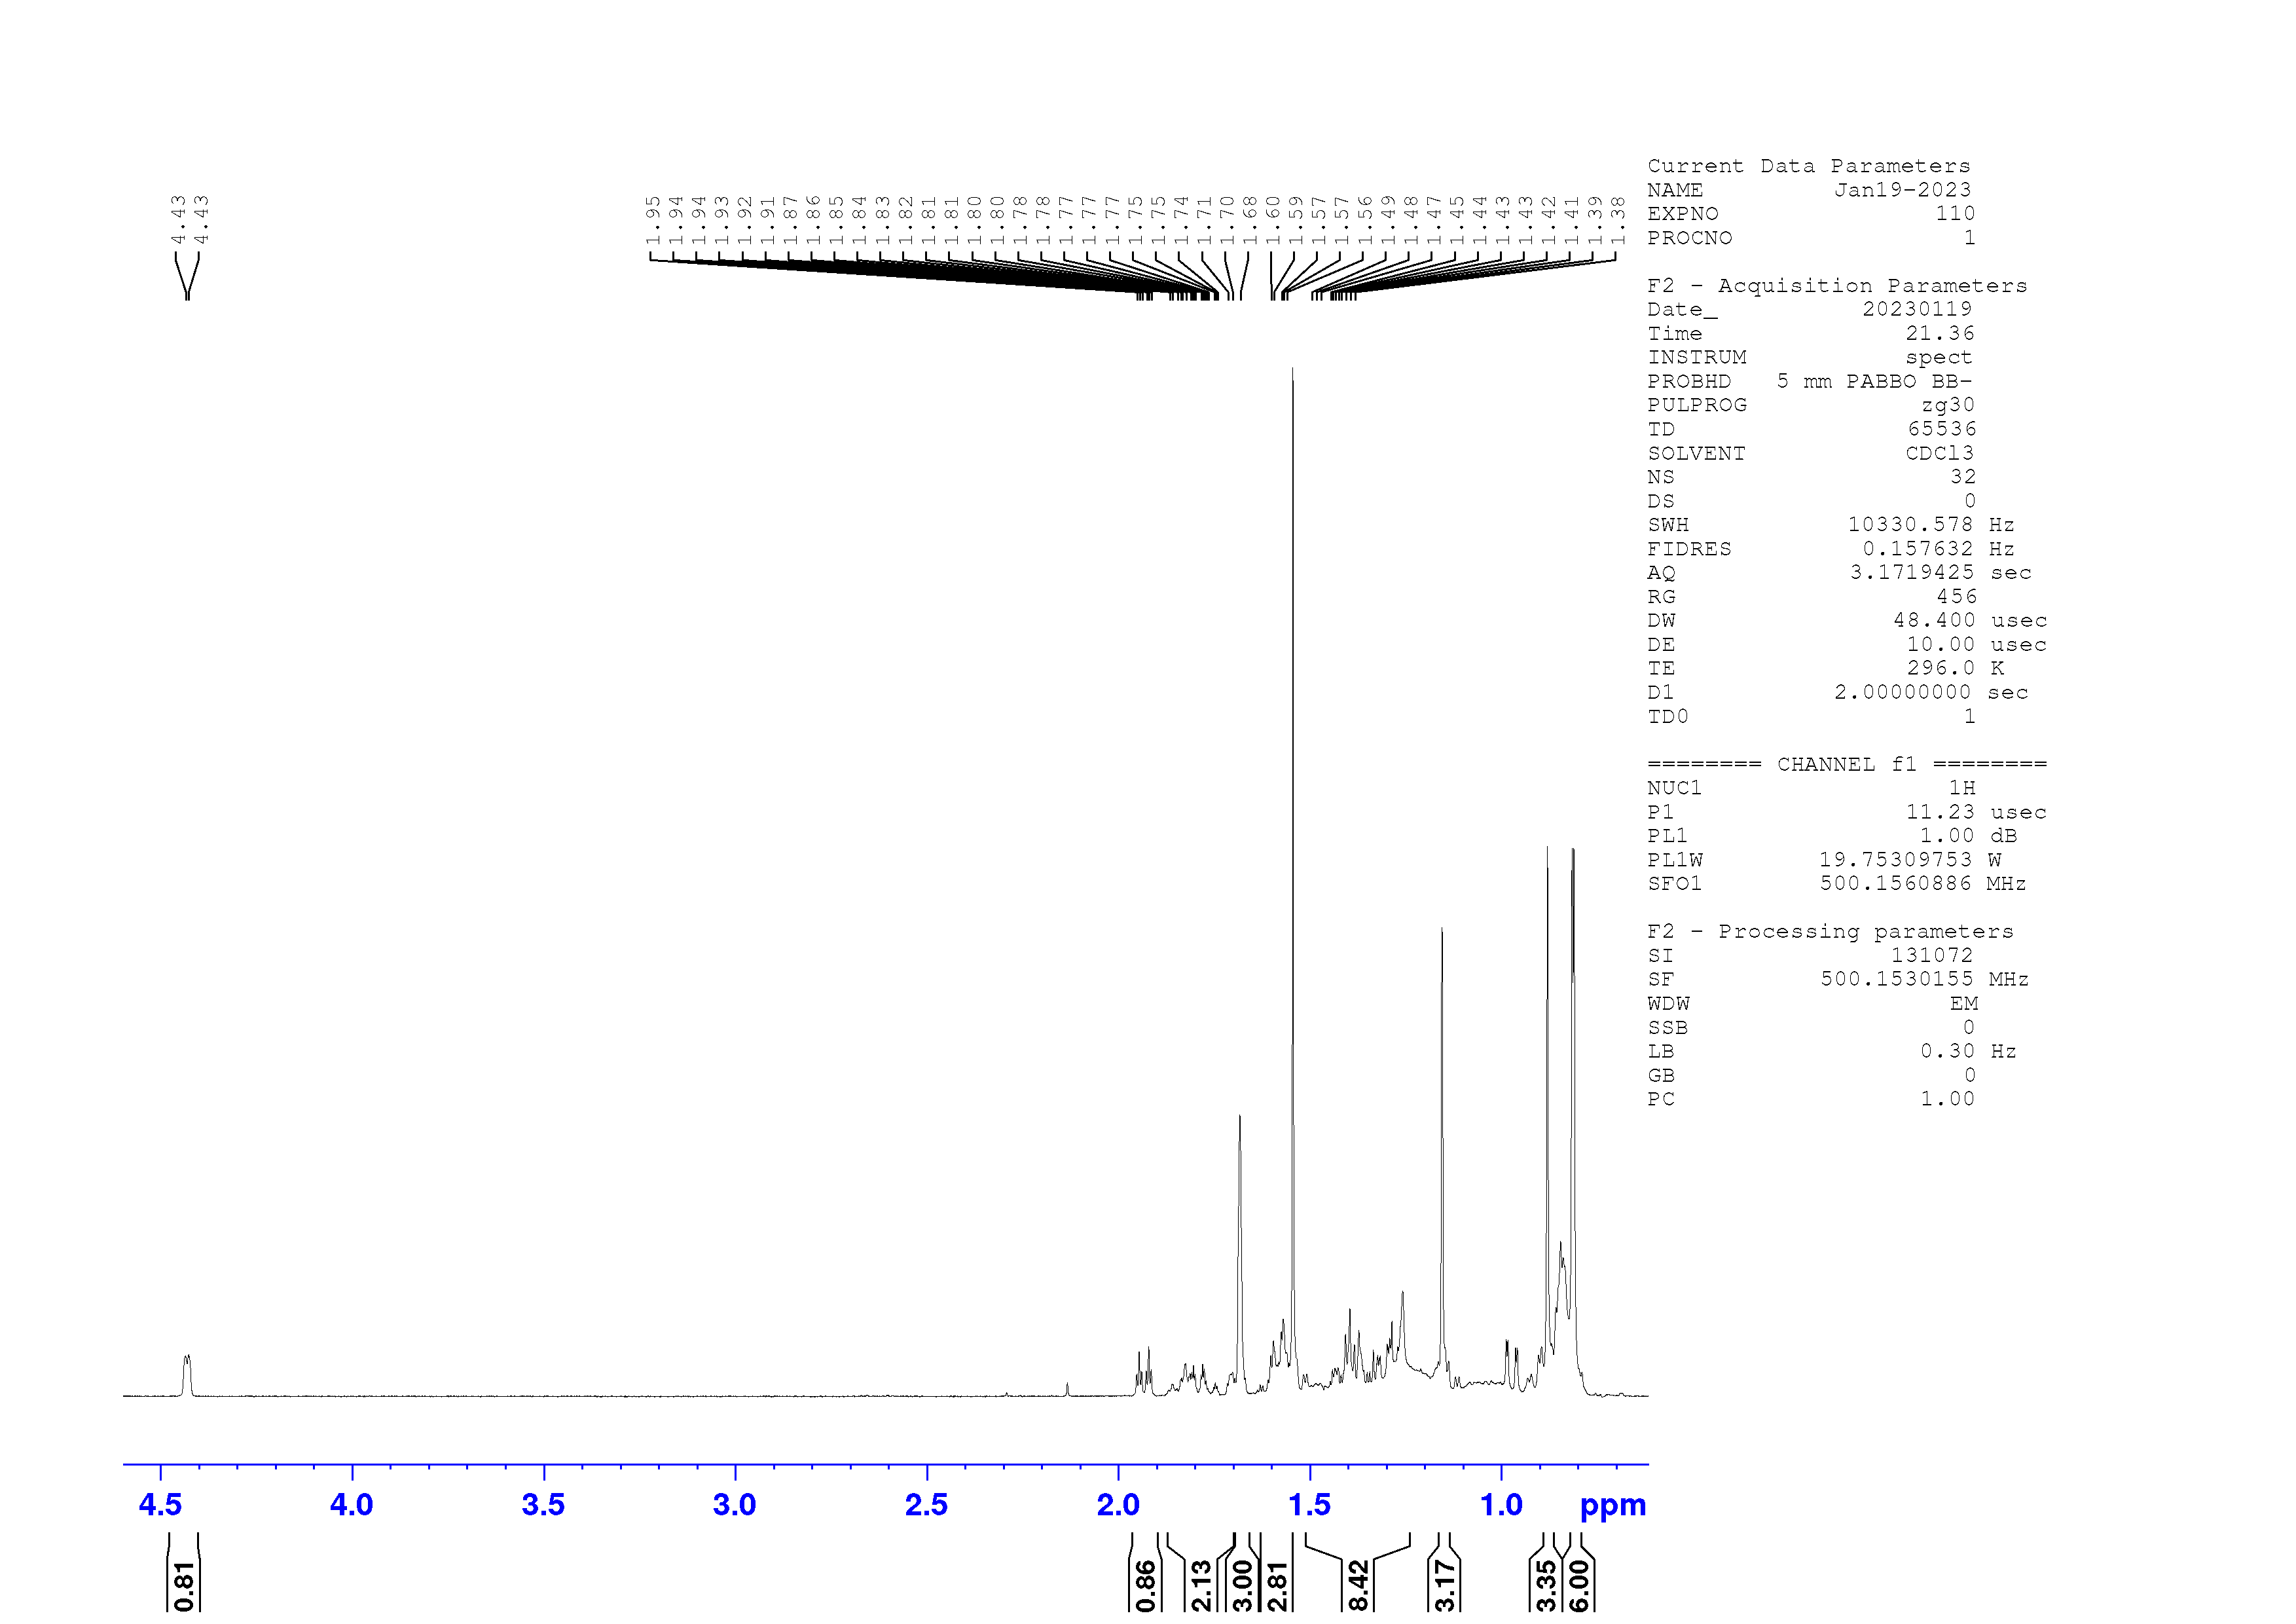 4.43
4.43
1.95
1.94
1.94
1.93
1.92
1.91
1.87
1.86
1.85
1.84
1.83
1.82
1.81
1.81
1.80
1.80
1.78
1.78
1.77
1.77
1.77
1.75
1.75
1.74
1.71
1.70
1.68
1.60
1.59
1.57
1.57
1.56
1.49
1.48
1.47
1.45
1.44
1.43
1.43
1.42
1.41
1.39
1.38
Current Data Parameters
NAME Jan19-2023
EXPNO 110
PROCNO 1
F2 - Acquisition Parameters
Date_ 20230119
Time 21.36
INSTRUM spect
PROBHD 5 mm PABBO BB-
PULPROG zg30
TD 65536
SOLVENT CDCl3
NS 32
DS 0
SWH 10330.578 Hz
FIDRES 0.157632 Hz
AQ 3.1719425 sec
RG 456
DW 48.400 usec
DE 10.00 usec
TE 296.0 K
D1 2.00000000 sec
TD0 1
======== CHANNEL f1 ========
NUC1 1H
P1 11.23 usec
PL1 1.00 dB
PL1W 19.75309753 W
SFO1 500.1560886 MHz
F2 - Processing parameters
SI 131072
SF 500.1530155 MHz
WDW EM
SSB 0
LB 0.30 Hz
GB 0
PC 1.00
4.5 4.0 3.5 3.0 2.5 2.0 1.5 1.0 ppm
0.81
0.86
2.13
3.00
2.81
8.42
3.17
3.35
6.00